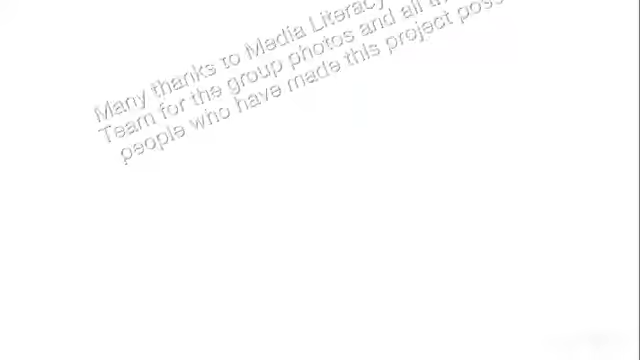 Many thanks to Media Literacy
Team for the group photos and all
people who have made this project